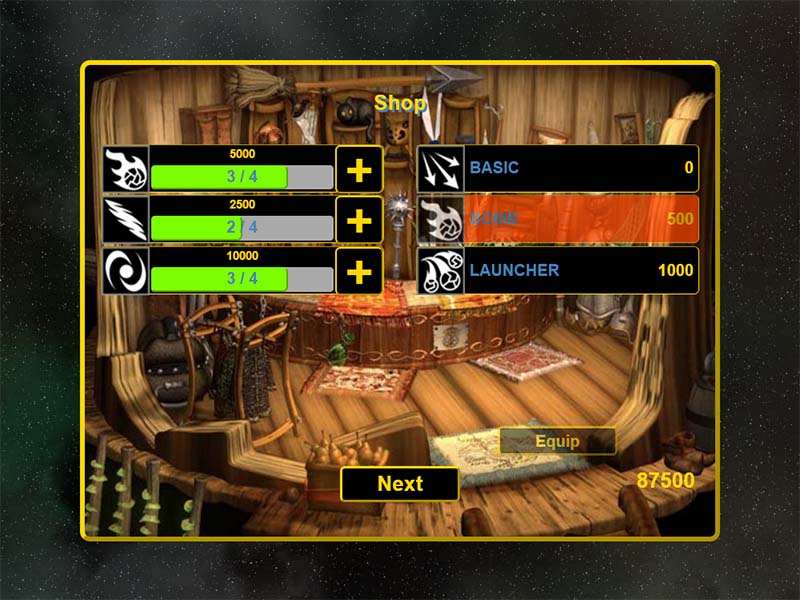 Shop
5000
3 / 4
+
2500
2 / 4
+
10000
3 / 4
+
BASIC 0
BOMB 500
LAUNCHER 1000
Equip
Next
87500